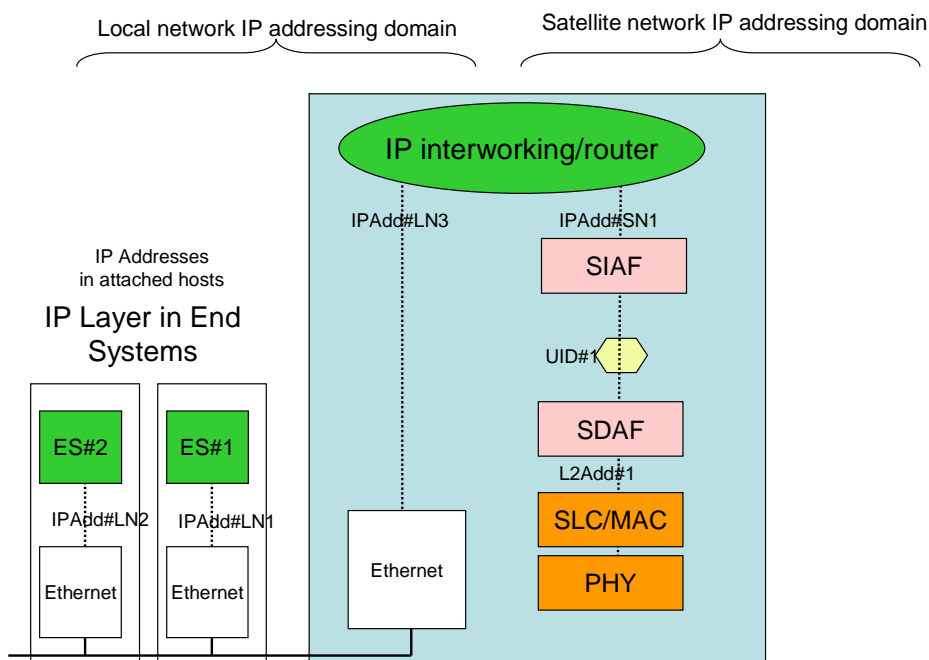 Local network IP addressing domain
Satellite network IP addressing domain
IP interworking/router
IPAdd#LN3
IPAdd#SN1
SIAF
IP Addresses
in attached hosts
IP Layer in End
Systems
UID#1
ES#2
ES#1
SDAF
L2Add#1
IPAdd#LN2
IPAdd#LN1
SLC/MAC
Ethernet
Ethernet
Ethernet
PHY